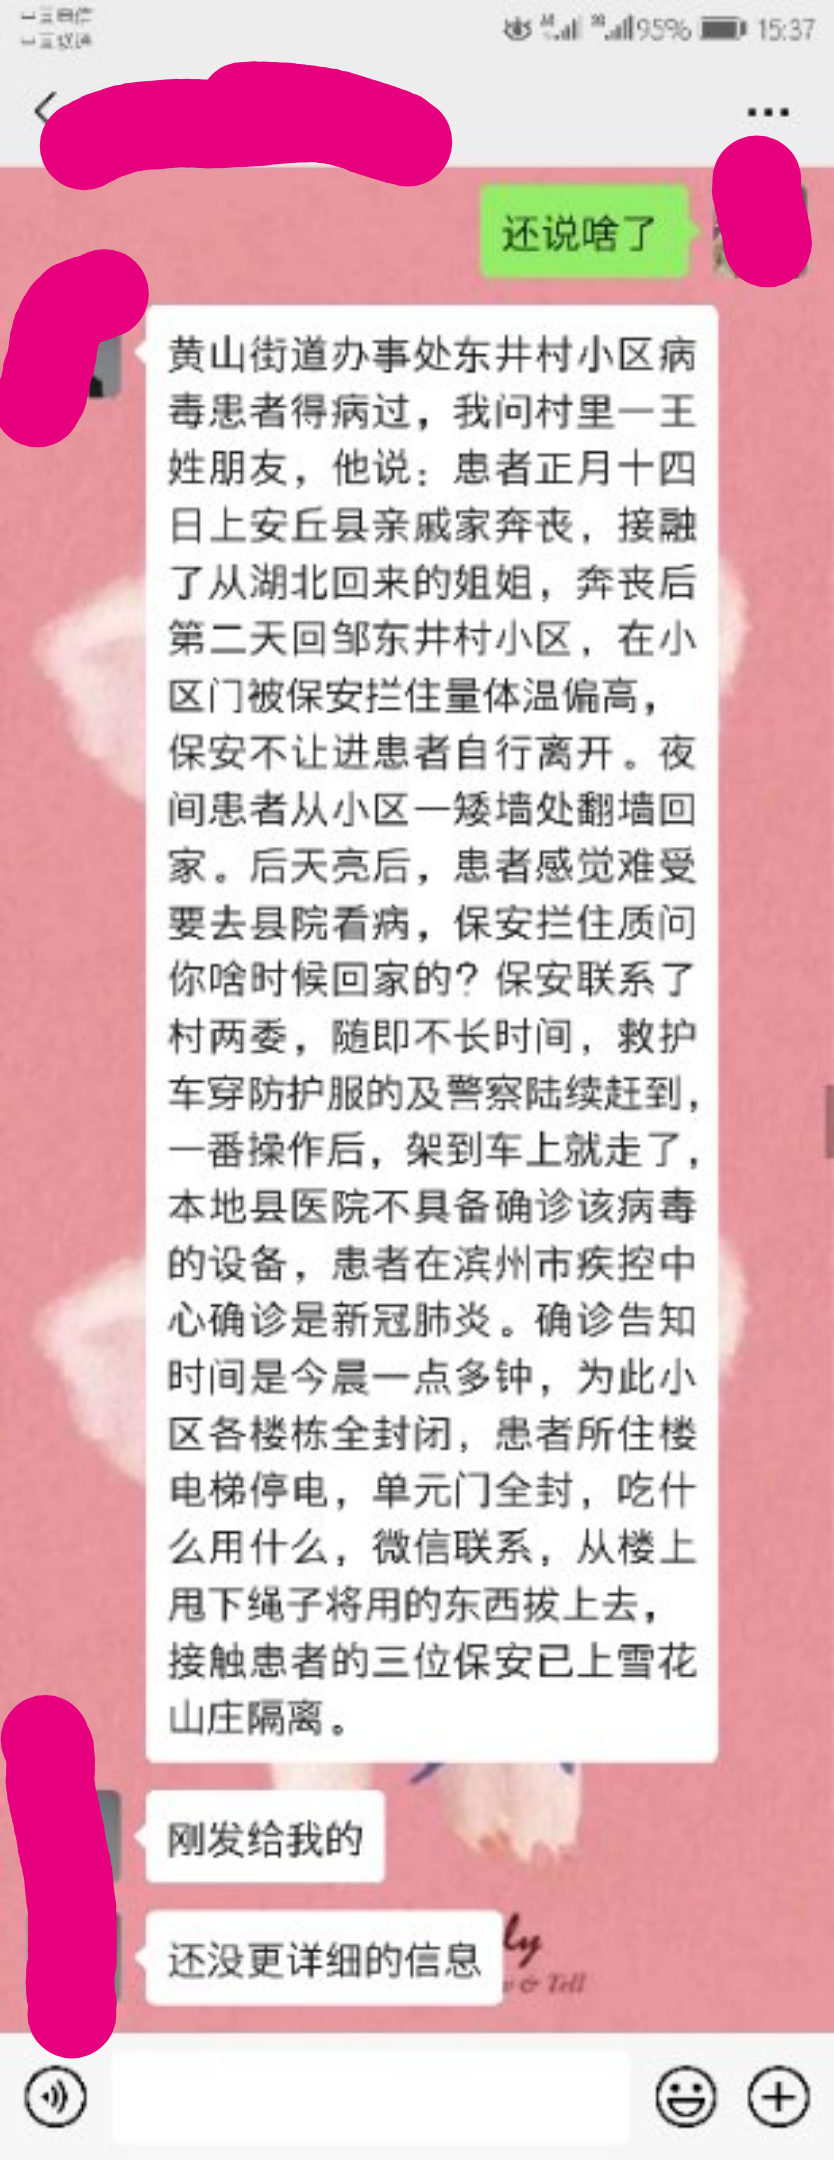 95% 15:37
还说啥了
黄山街道办事处东井村小区病
毒患者得病过，我问村里一王
姓朋友，他说：患者正月十四
日上安丘县亲戚家奔丧，接融
了从湖北回来的姐姐，奔丧后
第二天回邹东井村小区，在小
区门被保安拦住量体温偏高，
保安不让进患者自行离开。夜
间患者从小区一矮墙处翻墙回
家。后天亮后，患者感觉难受
要去县院看病，保安拦住质问
你啥时候回家的？保安联系了
村两委，随即不长时间，救护
车穿防护服的及警察陆续赶到，
一番操作后，架到车上就走了，
本地县医院不具备确诊该病毒
的设备，患者在滨州市疾控中
心确诊是新冠肺炎。确诊告知
时间是今晨一点多钟，为此小
区各楼栋全封闭，患者所住楼
电梯停电，单元门全封，吃什
么用什么，微信联系，从楼上
甩下绳子将用的东西拔上去，
接触患者的三位保安已上雪花
山庄隔离。
刚发给我的
还没更详细的信息
ly
& Tell